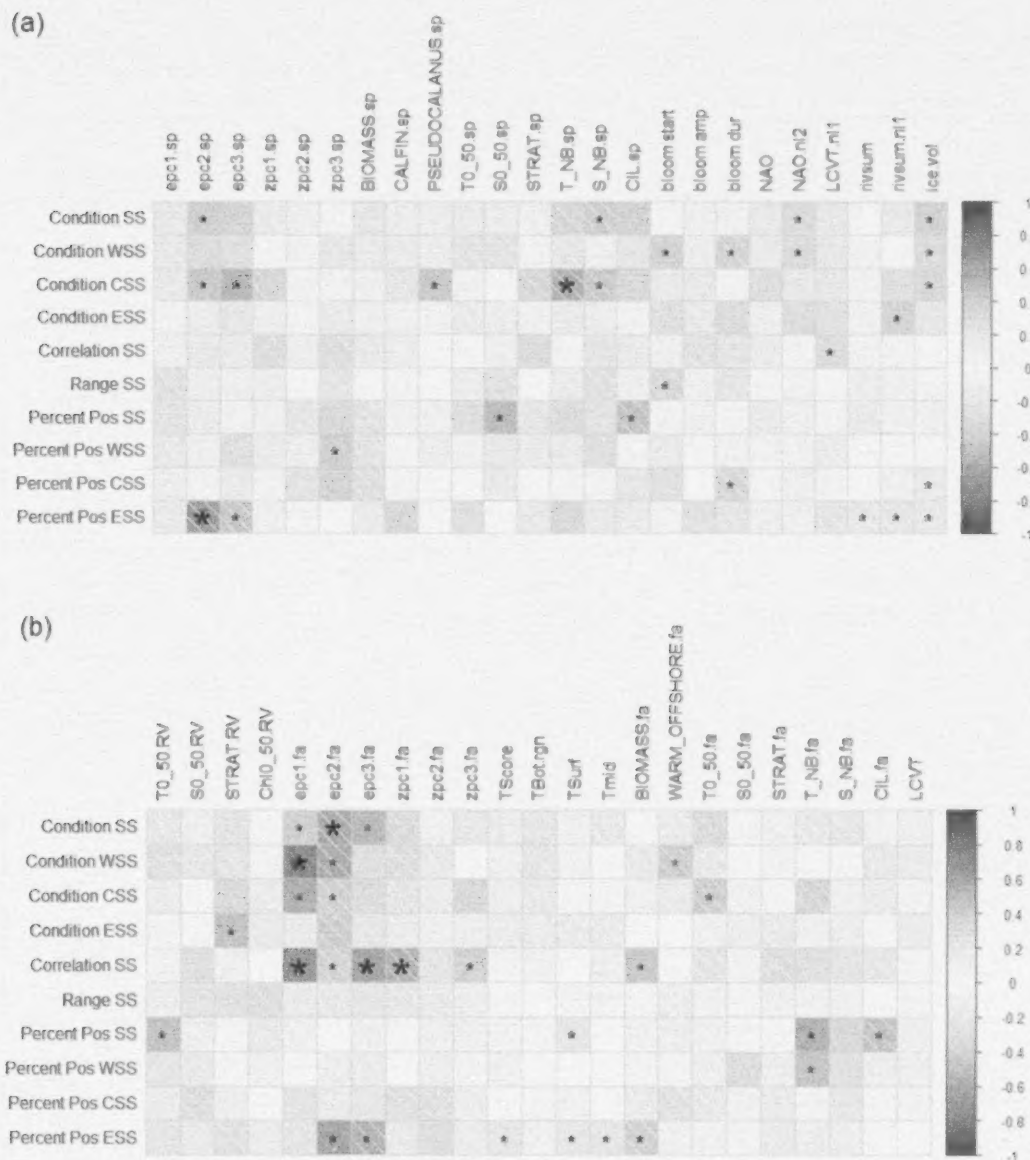 (a)
epc1.sp
epc2.sp
epc3.sp
zpc1.sp
zpc2.sp
zpc3.sp
BIOMASS.sp
CALFIN.sp
PSEUDOCALANUS.sp
T0_50.sp
S0_50.sp
STRAT.sp
T_NB.sp
S_NB.sp
CIL.sp
bloom start
bloom amp
bloom dur
NAO
NAO.nl2
LCVT.nl1
rivsum
rivsum.nl1
ice.vol
Condition SS
Condition WSS
Condition CSS
Condition ESS
Correlation SS
Range SS
Percent Pos SS
Percent Pos WSS
Percent Pos CSS
Percent Pos ESS
1
0
-1
(b)
T0_50.RV
S0_50.RV
STRAT.RV
Chl0_50.RV
epc1.fa
epc2.fa
epc3.fa
zpc1.fa
zpc2.fa
zpc3.fa
TScore
TBot.rgn
TSurf
Tmid
BIOMASS.fa
WARM_OFFSHORE.fa
T0_50.fa
S0_50.fa
STRAT.fa
T_NB.fa
S_NB.fa
CIL.fa
LCVT
Condition SS
Condition WSS
Condition CSS
Condition ESS
Correlation SS
Range SS
Percent Pos SS
Percent Pos WSS
Percent Pos CSS
Percent Pos ESS
1
0.8
0.6
0.4
0.2
0
-0.2
-0.4
-0.6
-0.8
-1